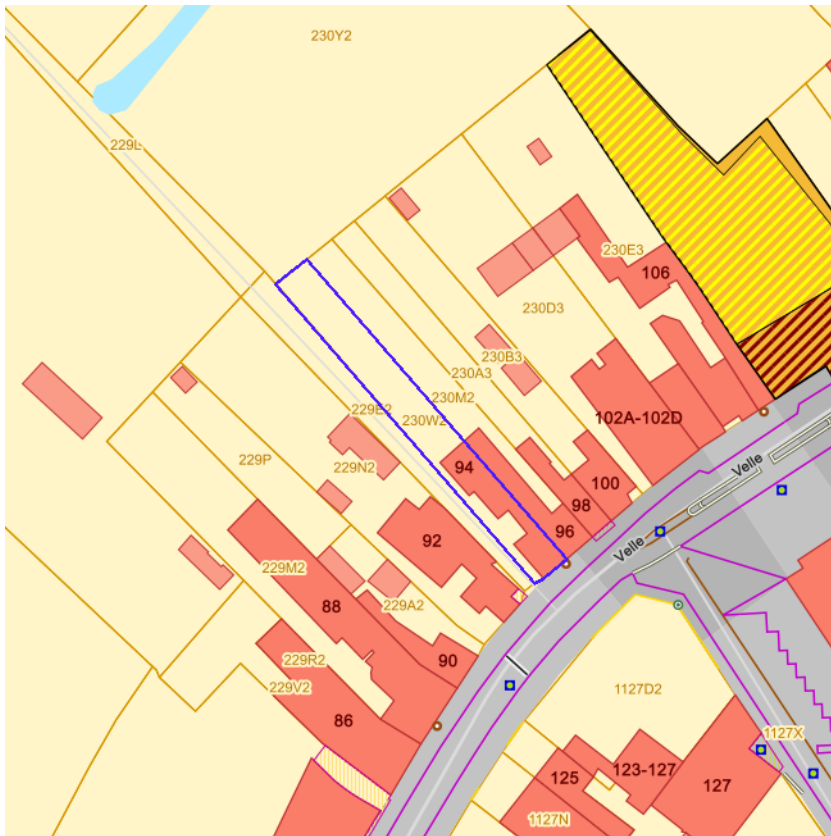 230Y2
229L
230E3
106
230D3
230B3
230A3
230M2
229E2
230W2
102A-102D
Velle
229P
229N2
94
100
98
96
92
Velle
229M2
88
229A2
229R2
90
229V2
86
1127D2
1127X
123-127
125
127
1127N